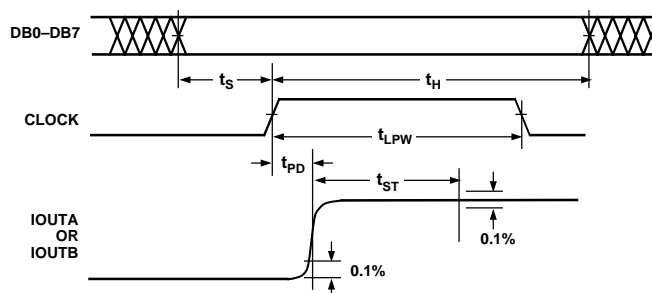 DB0–DB7
tS
tH
CLOCK
tLPW
tPD
tST
IOUTA
OR
IOUTB
0.1%
0.1%